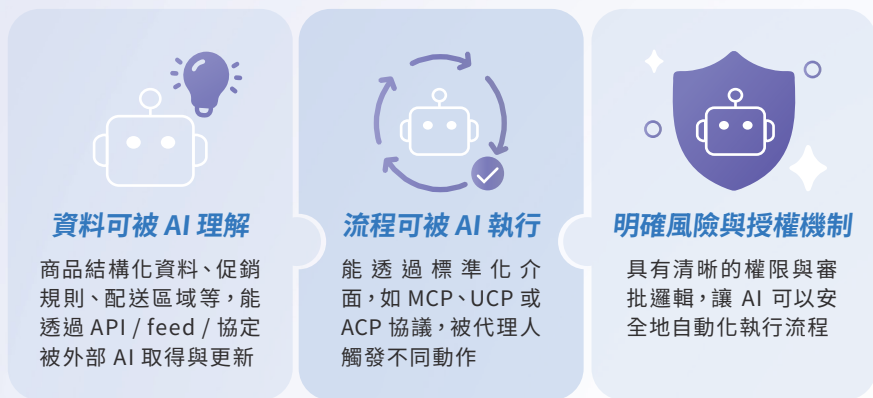 資料可被 AI 理解
商品結構化資料、促銷
規則、配送區域等，能
透過 API / feed / 協定
被外部 AI 取得與更新
流程可被 AI 執行
能透過標準化介
面，如 MCP、UCP 或
ACP 協議，被代理人
觸發不同動作
明確風險與授權機制
具有清晰的權限與審
批邏輯，讓 AI 可以安
全地自動化執行流程